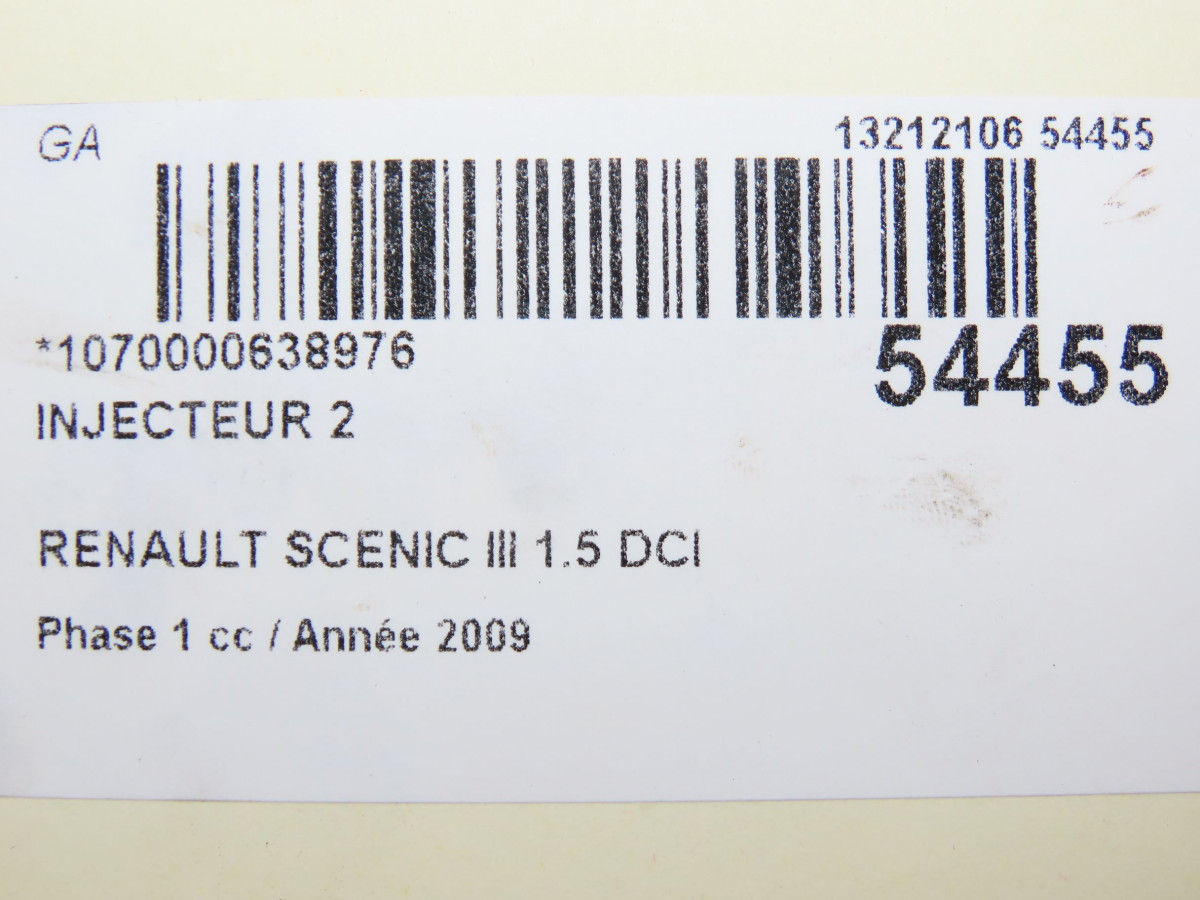 GA
13212106 54455
*1070000638976
54455
INJECTEUR 2
RENAULT SCENIC III 1.5 DCI
Phase 1 cc / Année 2009